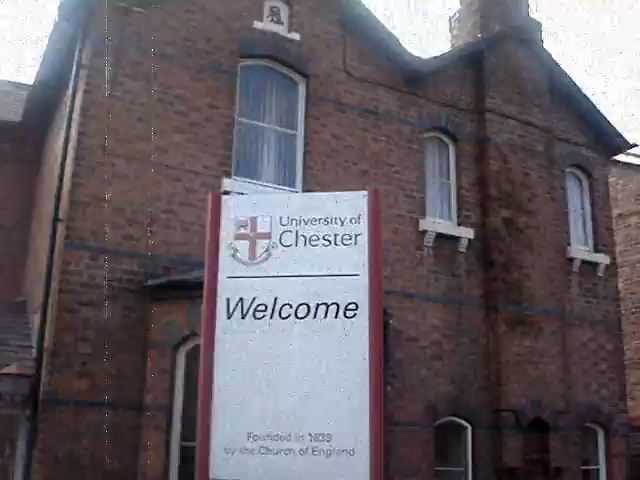 University of
Chester
Welcome
Founded in 1839
by the Church of England